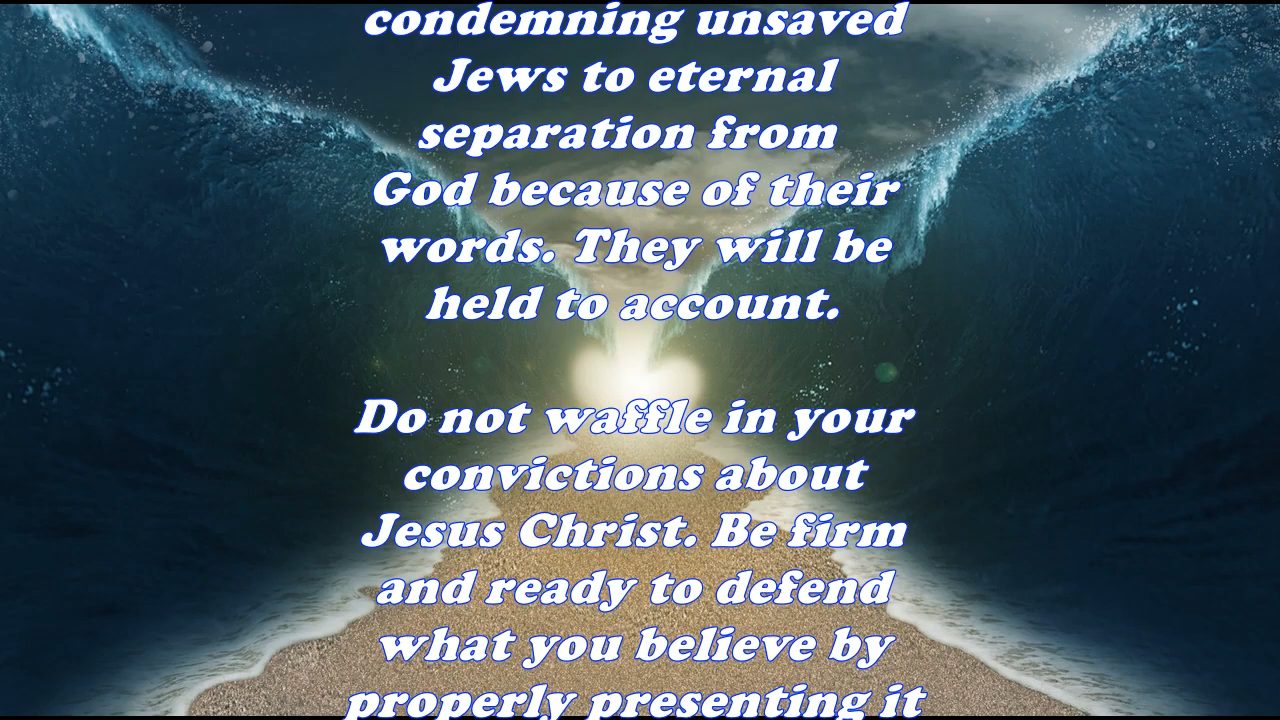 condemning unsaved
Jews to eternal
separation from
God because of their
words. They will be
held to account.
Do not waffle in your
convictions about
Jesus Christ. Be firm
and ready to defend
what you believe by
properly presenting it